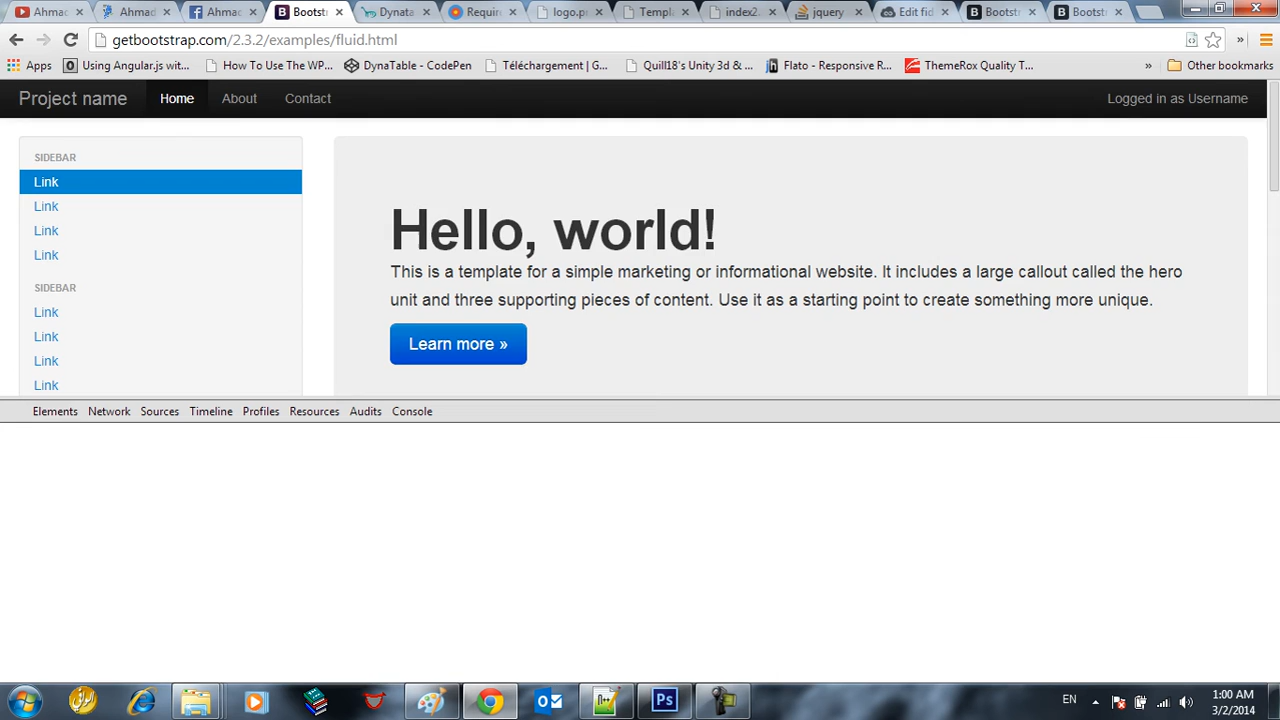 Ahmac Ahmad Ahmac Bootst Dynata Requir logo.p Templ index2. jquery Edit fid Bootst Bootst
getbootstrap.com/2.3.2/examples/fluid.html
Apps Using Angular.js wit... How To Use The WP... DynaTable - CodePen Téléchargement | G... Quill18's Unity 3d &... Flato - Responsive R... ThemeRox Quality T... » Other bookmarks
Project name Home About Contact Logged in as Username
SIDEBAR
Link
Link
Link
Link
SIDEBAR
Link
Link
Link
Link
Hello, world!
This is a template for a simple marketing or informational website. It includes a large callout called the hero
unit and three supporting pieces of content. Use it as a starting point to create something more unique.
Learn more »
Elements Network Sources Timeline Profiles Resources Audits Console
EN
1:00 AM
3/2/2014